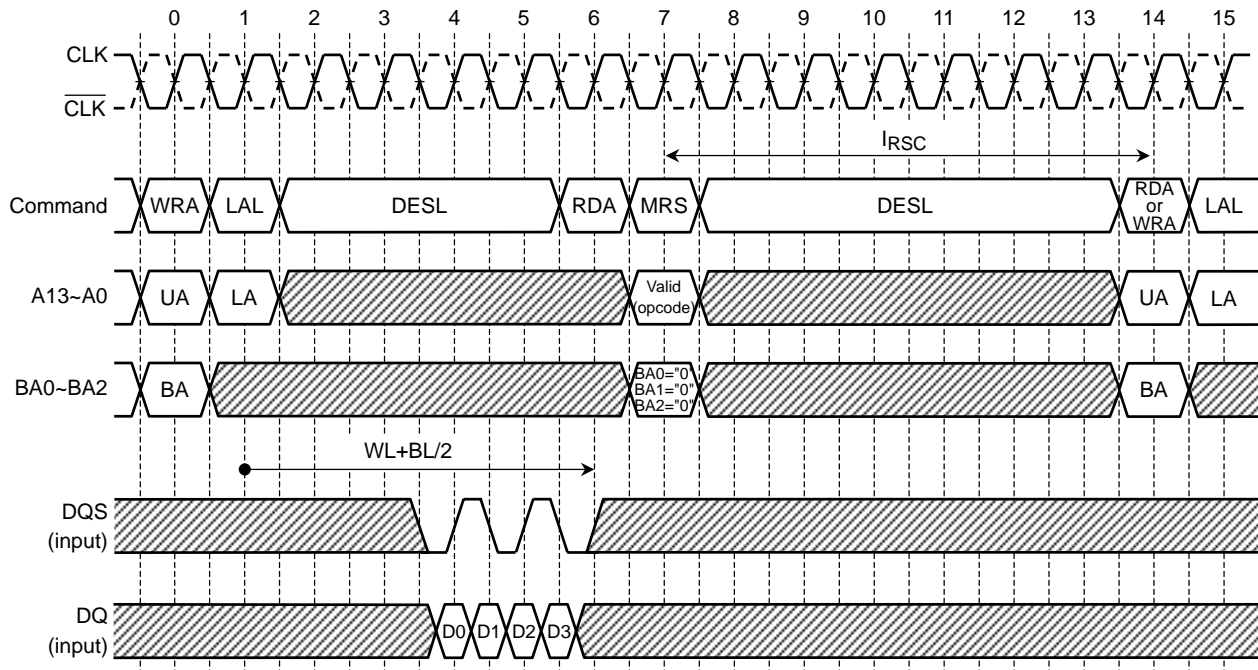 0 1 2 3 4 5 6 7 8 9 10 11 12 13 14 15
CLK
CLK
IRSC
Command WRA LAL DESL RDA MRS DESL RDA or WRA LAL
A13~A0 UA LA Valid (opcode) UA LA
BA0~BA2 BA BA0="0" BA1="0" BA2="0" BA
WL+BL/2
DQS
(input)
DQ
(input)
D0 D1 D2 D3